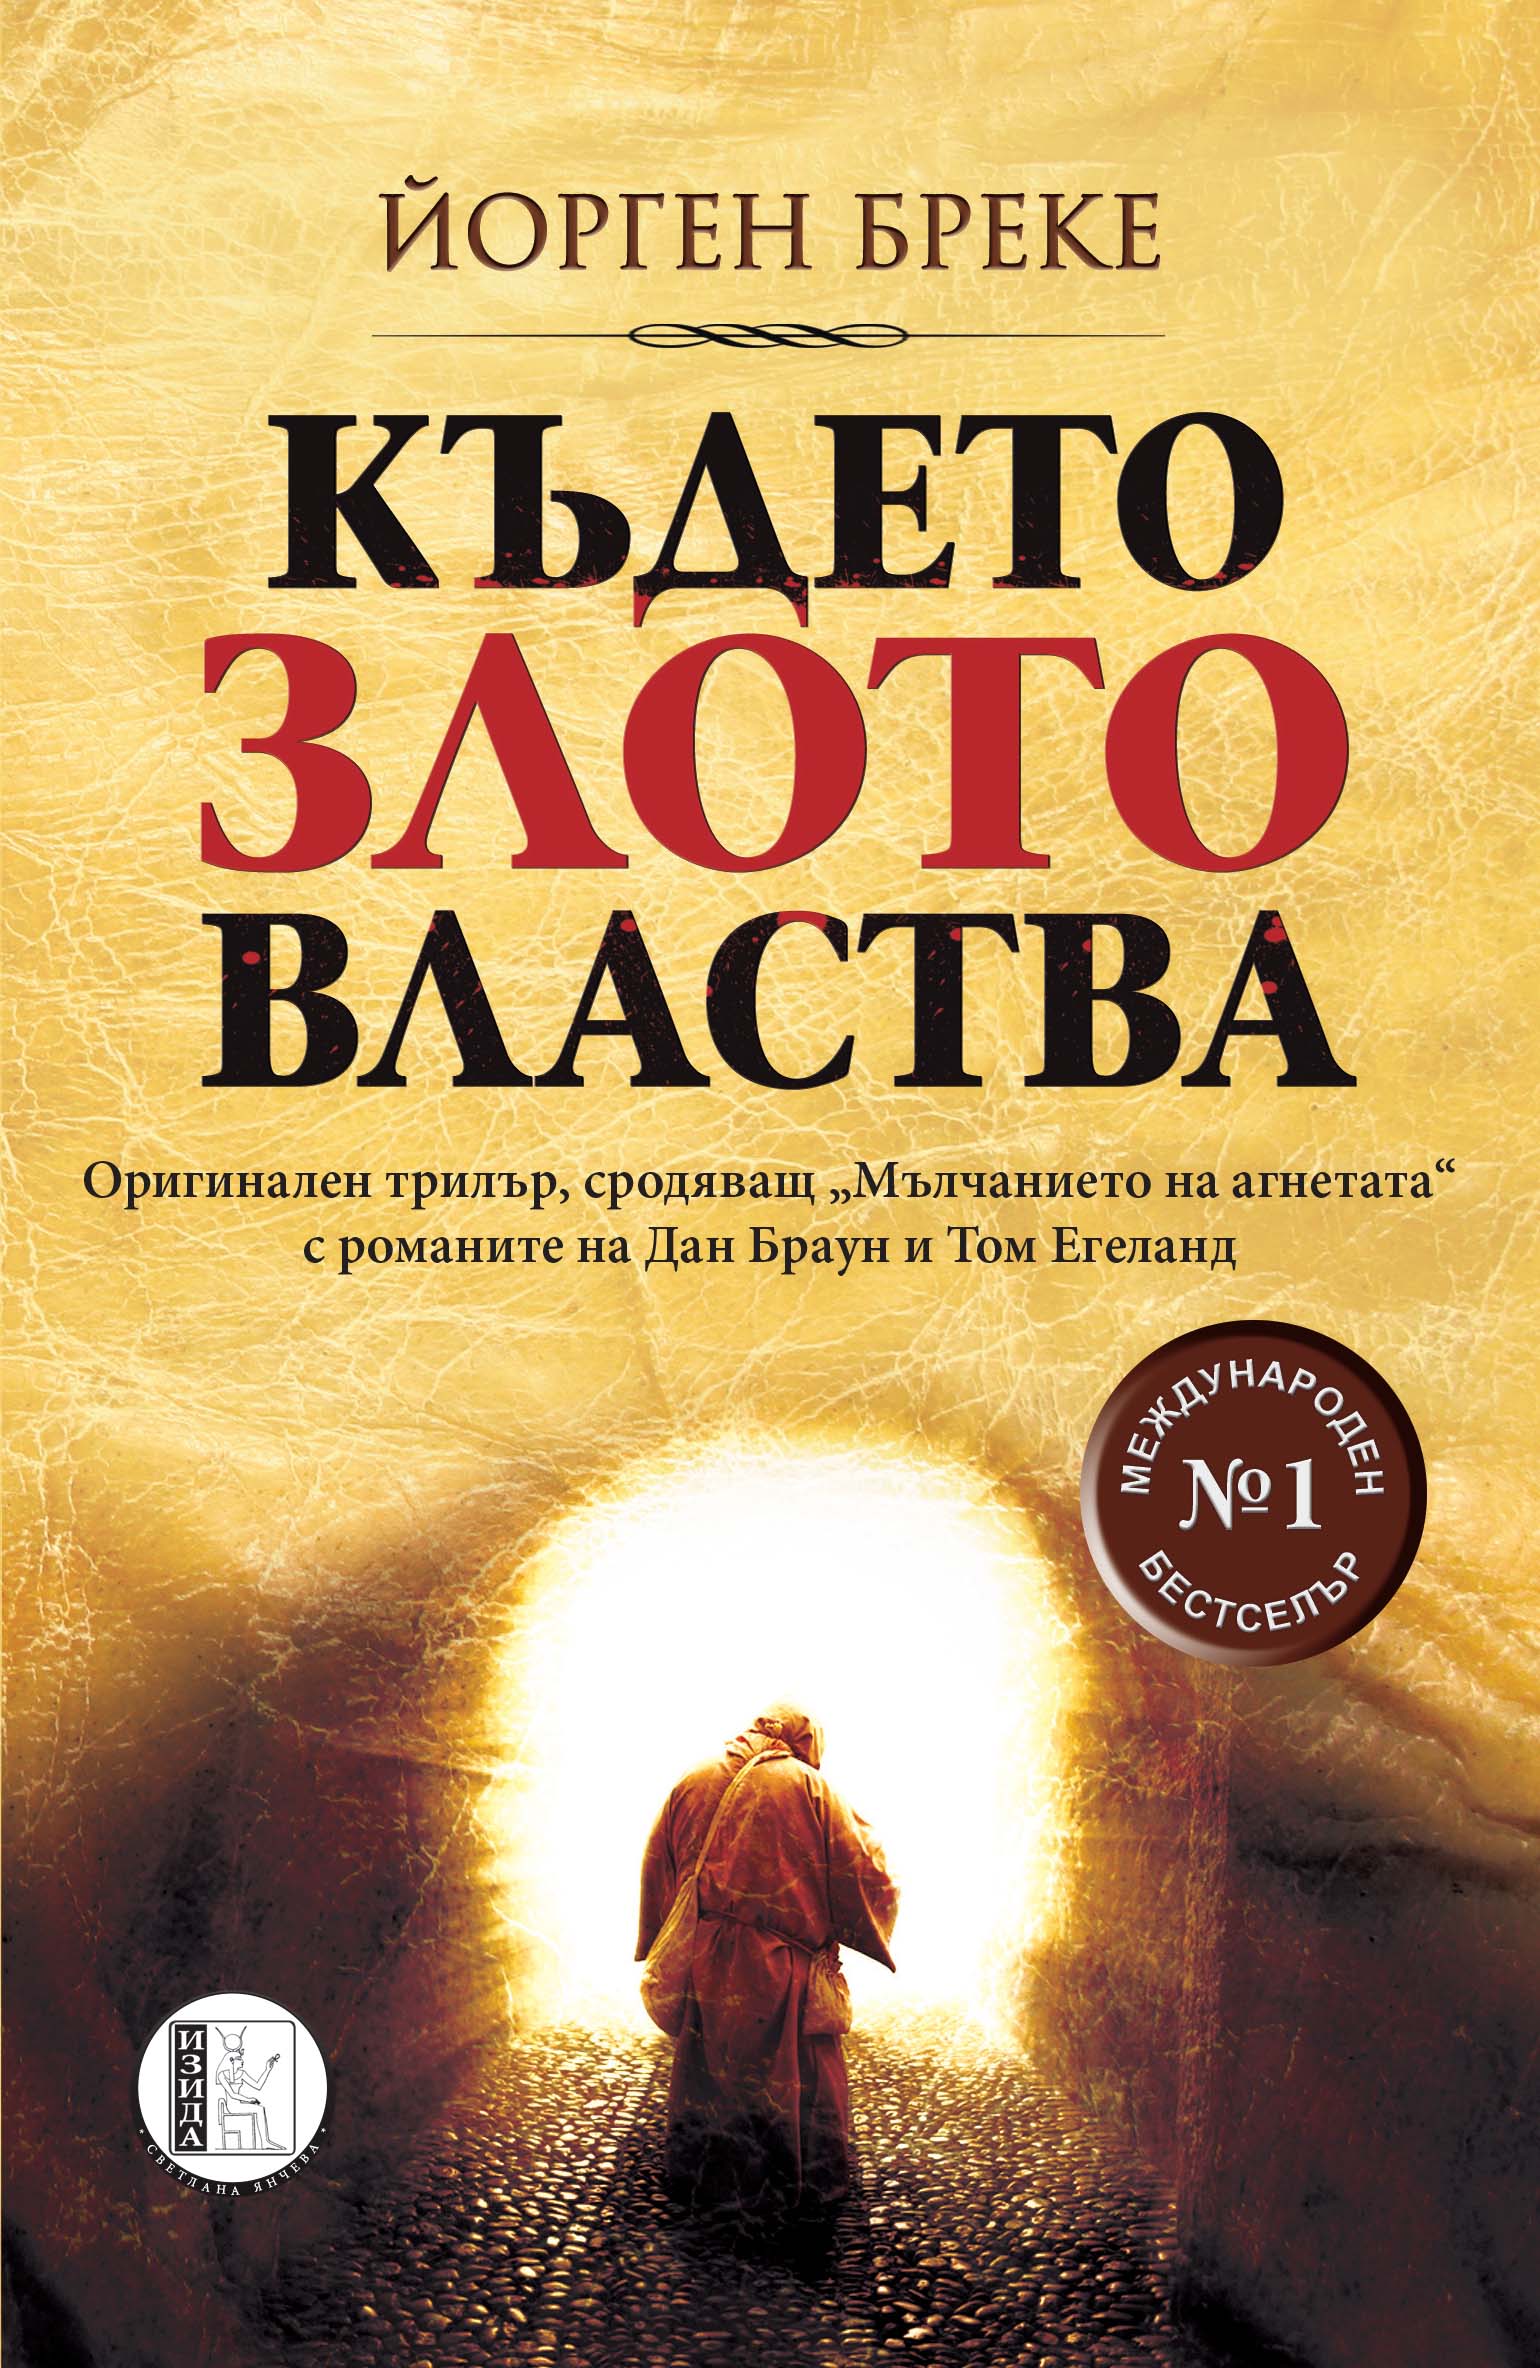 ЙОРГЕН БРЕКЕ
КЪДЕТО
ЗЛОТО
ВЛАСТВА
Оригинален трилър, сродяващ „Мълчанието на агнетата“
с романите на Дан Браун и Том Егеланд
МЕЖДУНАРОДЕН
№1
БЕСТСЕЛЪР
ИЗИДА
* СВЕТЛАНА ЯНЧЕВА *